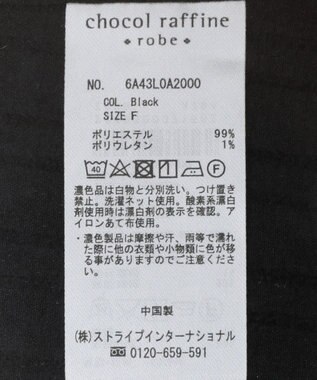 chocol raffine
robe
NO. 6A43L0A2000
COL. Black
SIZE F
ポリエステル 99%
ポリウレタン 1%
40 F
濃色品は白物と分別洗い。つけ置き
禁止。洗濯ネット使用。酸素系漂白
剤使用時は漂白剤の表示を確認。ア
イロンあて布使用。
・濃色製品は摩擦や汗、雨等で濡れ
た際に他の衣類や小物類に色が移
る事がありますのでご注意くださ
い。
中国製
(株)ストライプインターナショナル
0120-659-591